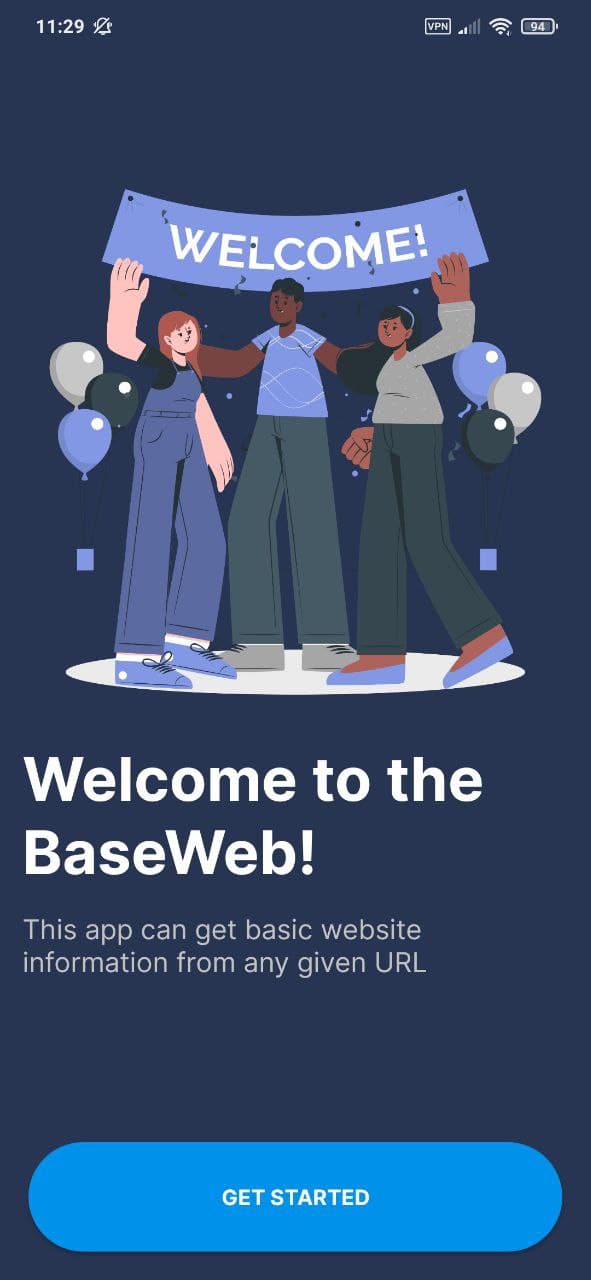 11:29
VPN
94
WELCOME!
Welcome to the
BaseWeb!
This app can get basic website
information from any given URL
GET STARTED